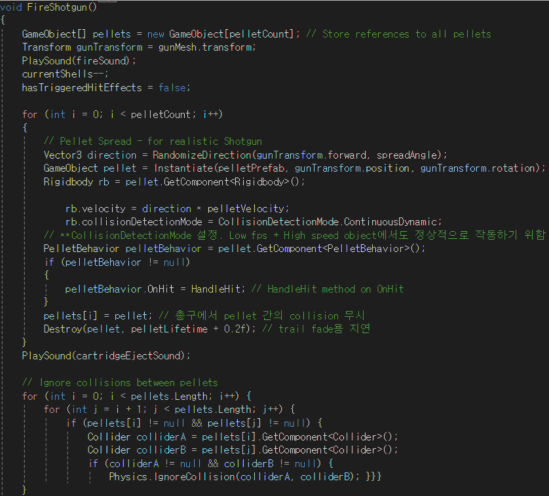 void FireShotgun()
{
GameObject[] pellets = new GameObject[pelletCount]; // Store references to all pellets
Transform gunTransform = gunMesh.transform;
PlaySound(fireSound);
currentShells--;
hasTriggeredHitEffects = false;
for (int i = 0; i < pelletCount; i++)
{
// Pellet Spread - for realistic Shotgun
Vector3 direction = RandomizeDirection(gunTransform.forward, spreadAngle);
GameObject pellet = Instantiate(pelletPrefab, gunTransform.position, gunTransform.rotation);
Rigidbody rb = pellet.GetComponent<Rigidbody>();
rb.velocity = direction * pelletVelocity;
rb.collisionDetectionMode = CollisionDetectionMode.ContinuousDynamic;
// **CollisionDetectionMode 설정. Low fps + High speed object에서도 정상적으로 작동하기 위함
PelletBehavior pelletBehavior = pellet.GetComponent<PelletBehavior>();
if (pelletBehavior != null)
{
pelletBehavior.OnHit = HandleHit; // HandleHit method on OnHit
}
pellets[i] = pellet; // 총구에서 pellet 간의 collision 무시
Destroy(pellet, pelletLifetime + 0.2f); // trail fade용 지연
}
PlaySound(cartridgeEjectSound);
// Ignore collisions between pellets
for (int i = 0; i < pellets.Length; i++) {
for (int j = i + 1; j < pellets.Length; j++) {
if (pellets[i] != null && pellets[j] != null) {
Collider colliderA = pellets[i].GetComponent<Collider>();
Collider colliderB = pellets[j].GetComponent<Collider>();
if (colliderA != null && colliderB != null) {
Physics.IgnoreCollision(colliderA, colliderB); }}}
}